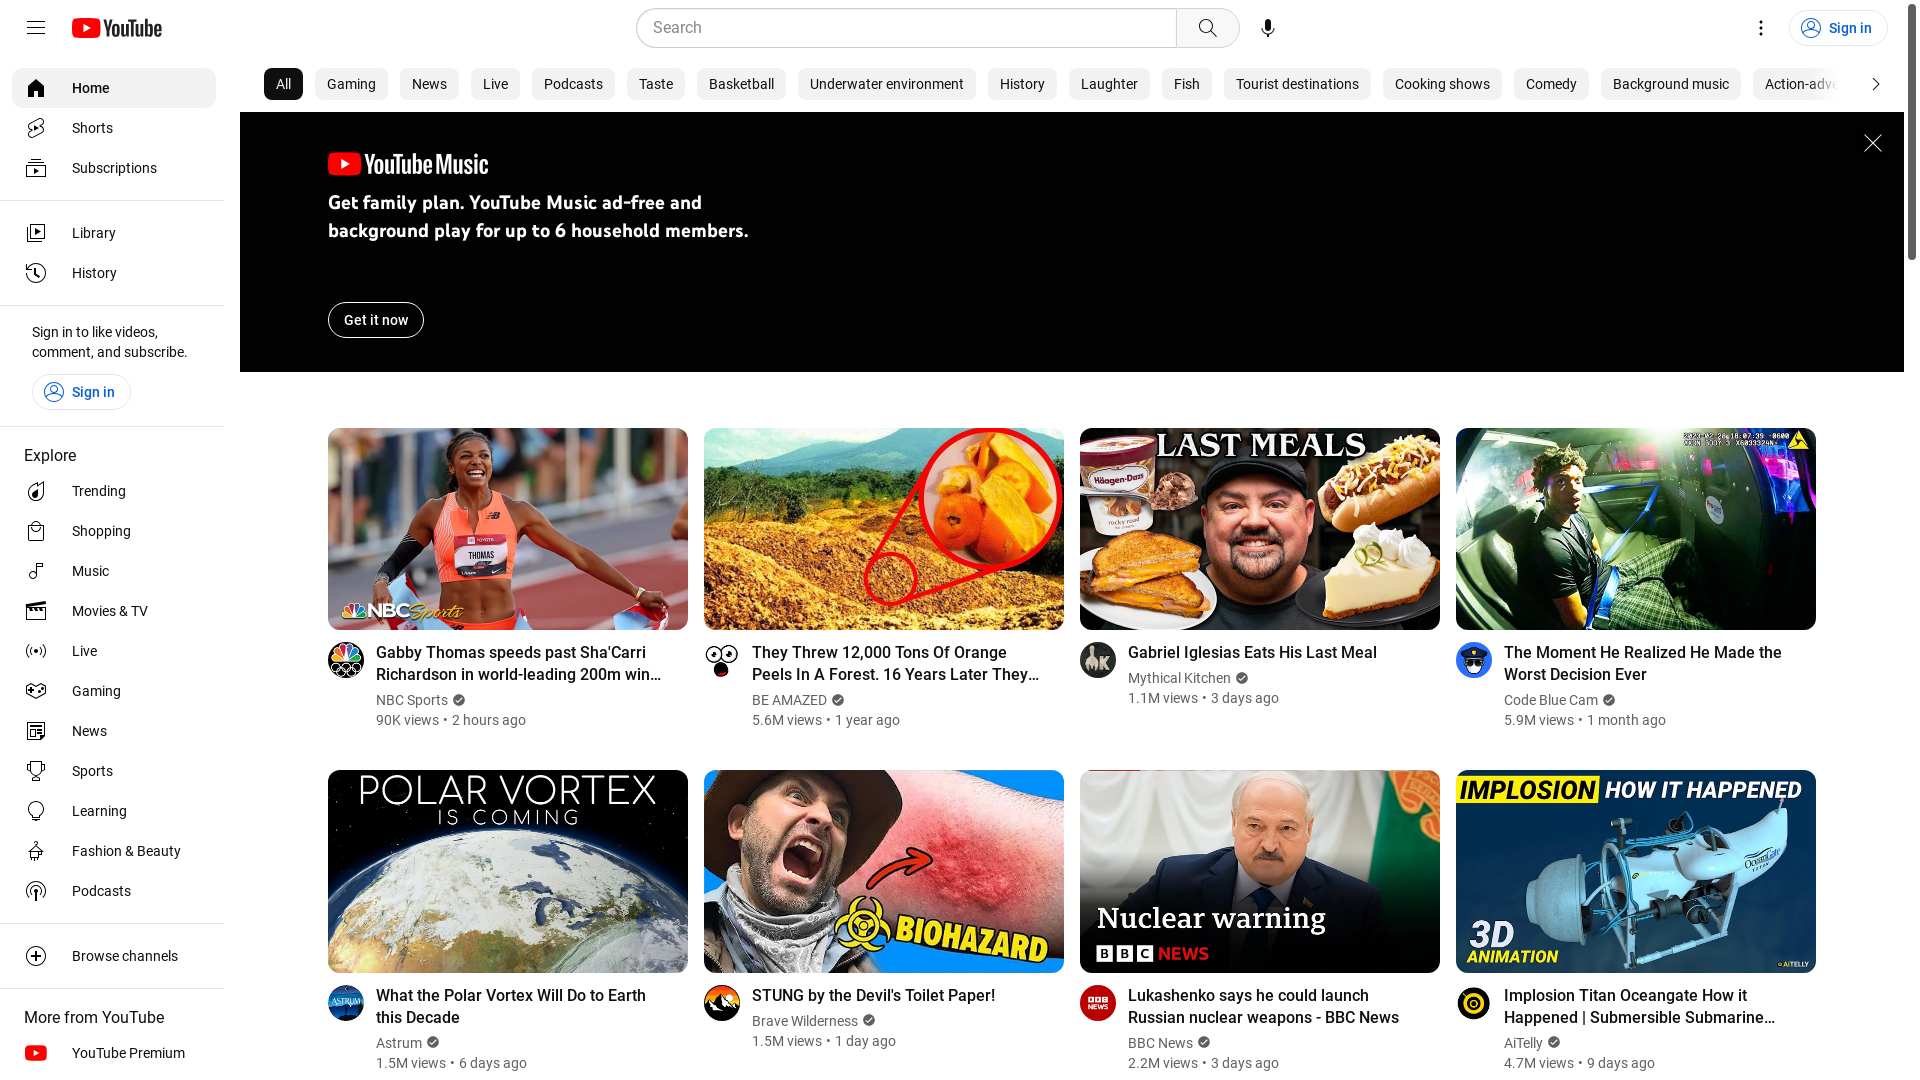 YouTube
Search
Sign in
Home
Shorts
Subscriptions
Library
History
Sign in to like videos,
comment, and subscribe.
Sign in
Explore
Trending
Shopping
Music
Movies & TV
Live
Gaming
News
Sports
Learning
Fashion & Beauty
Podcasts
Browse channels
More from YouTube
YouTube Premium
All
Gaming
News
Live
Podcasts
Taste
Basketball
Underwater environment
History
Laughter
Fish
Tourist destinations
Cooking shows
Comedy
Background music
Action-adve
YouTube Music
Get family plan. YouTube Music ad-free and
background play for up to 6 household members.
Get it now
TOYOTA
THOMAS
NBC Sports
Gabby Thomas speeds past Sha'Carri
Richardson in world-leading 200m win...
NBC Sports
90K views • 2 hours ago
They Threw 12,000 Tons Of Orange
Peels In A Forest. 16 Years Later They...
BE AMAZED
5.6M views • 1 year ago
LAST MEALS
Häagen-Dazs
rocky road
Gabriel Iglesias Eats His Last Meal
Mythical Kitchen
1.1M views • 3 days ago
The Moment He Realized He Made the
Worst Decision Ever
Code Blue Cam
5.9M views • 1 month ago
POLAR VORTEX
IS COMING
ASTRUM
What the Polar Vortex Will Do to Earth
this Decade
Astrum
1.5M views • 6 days ago
BIOHAZARD
STUNG by the Devil's Toilet Paper!
Brave Wilderness
1.5M views • 1 day ago
Nuclear warning
BBC NEWS
BBC NEWS
Lukashenko says he could launch
Russian nuclear weapons - BBC News
BBC News
2.2M views • 3 days ago
IMPLOSION HOW IT HAPPENED
OceanGate
TITAN
3D
ANIMATION
AiTELLY
Implosion Titan Oceangate How it
Happened | Submersible Submarine...
AiTelly
4.7M views • 9 days ago